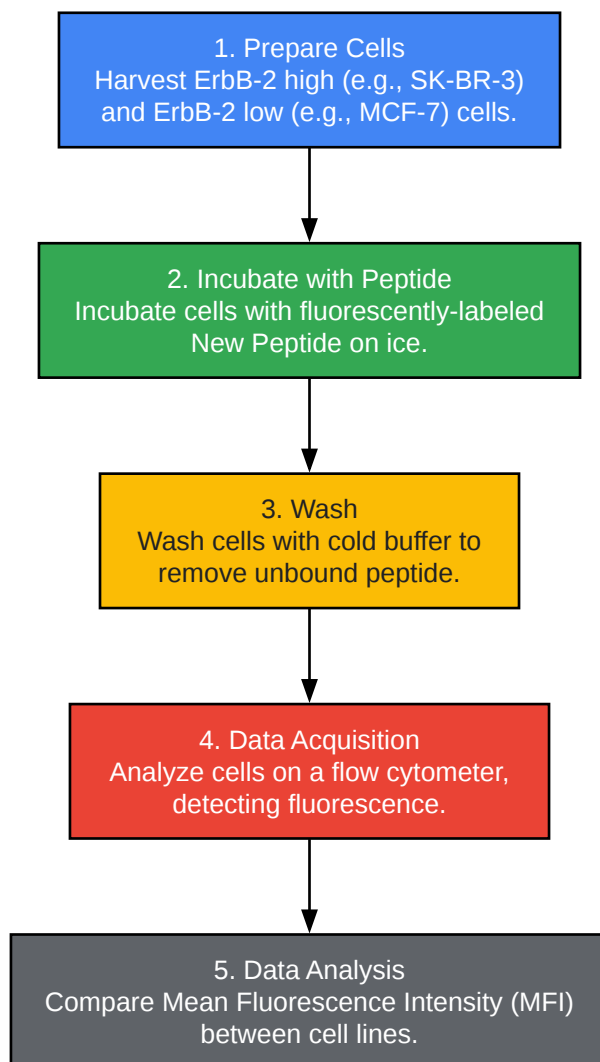 1. Prepare Cells
Harvest ErbB-2 high (e.g., SK-BR-3)
and ErbB-2 low (e.g., MCF-7) cells.
2. Incubate with Peptide
Incubate cells with fluorescently-labeled
New Peptide on ice.
3. Wash
Wash cells with cold buffer to
remove unbound peptide.
4. Data Acquisition
Analyze cells on a flow cytometer,
detecting fluorescence.
5. Data Analysis
Compare Mean Fluorescence Intensity (MFI)
between cell lines.